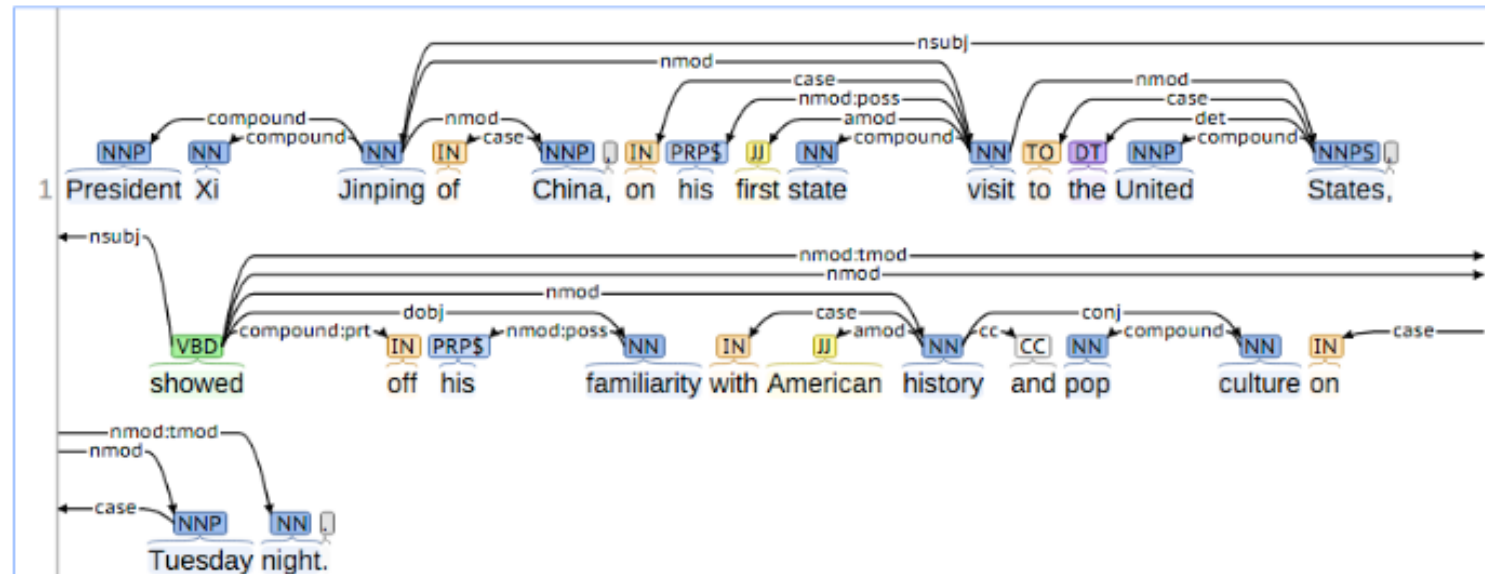 nsubj
nmod
case nmod
nmod:poss case
compound nmod amod det
compound case compound compound
NNP NN NN IN NNP , IN PRP$ JJ NN NN TO DT NNP NNPS ,
1 President Xi Jinping of China, on his first state visit to the United States,
nsubj
nmod:tmod
nmod
nmod
dobj case conj
compound:prt nmod:poss amod cc compound case
VBD IN PRP$ NN IN JJ NN CC NN NN IN
showed off his familiarity with American history and pop culture on
nmod:tmod
nmod
case
NNP NN .
Tuesday night.